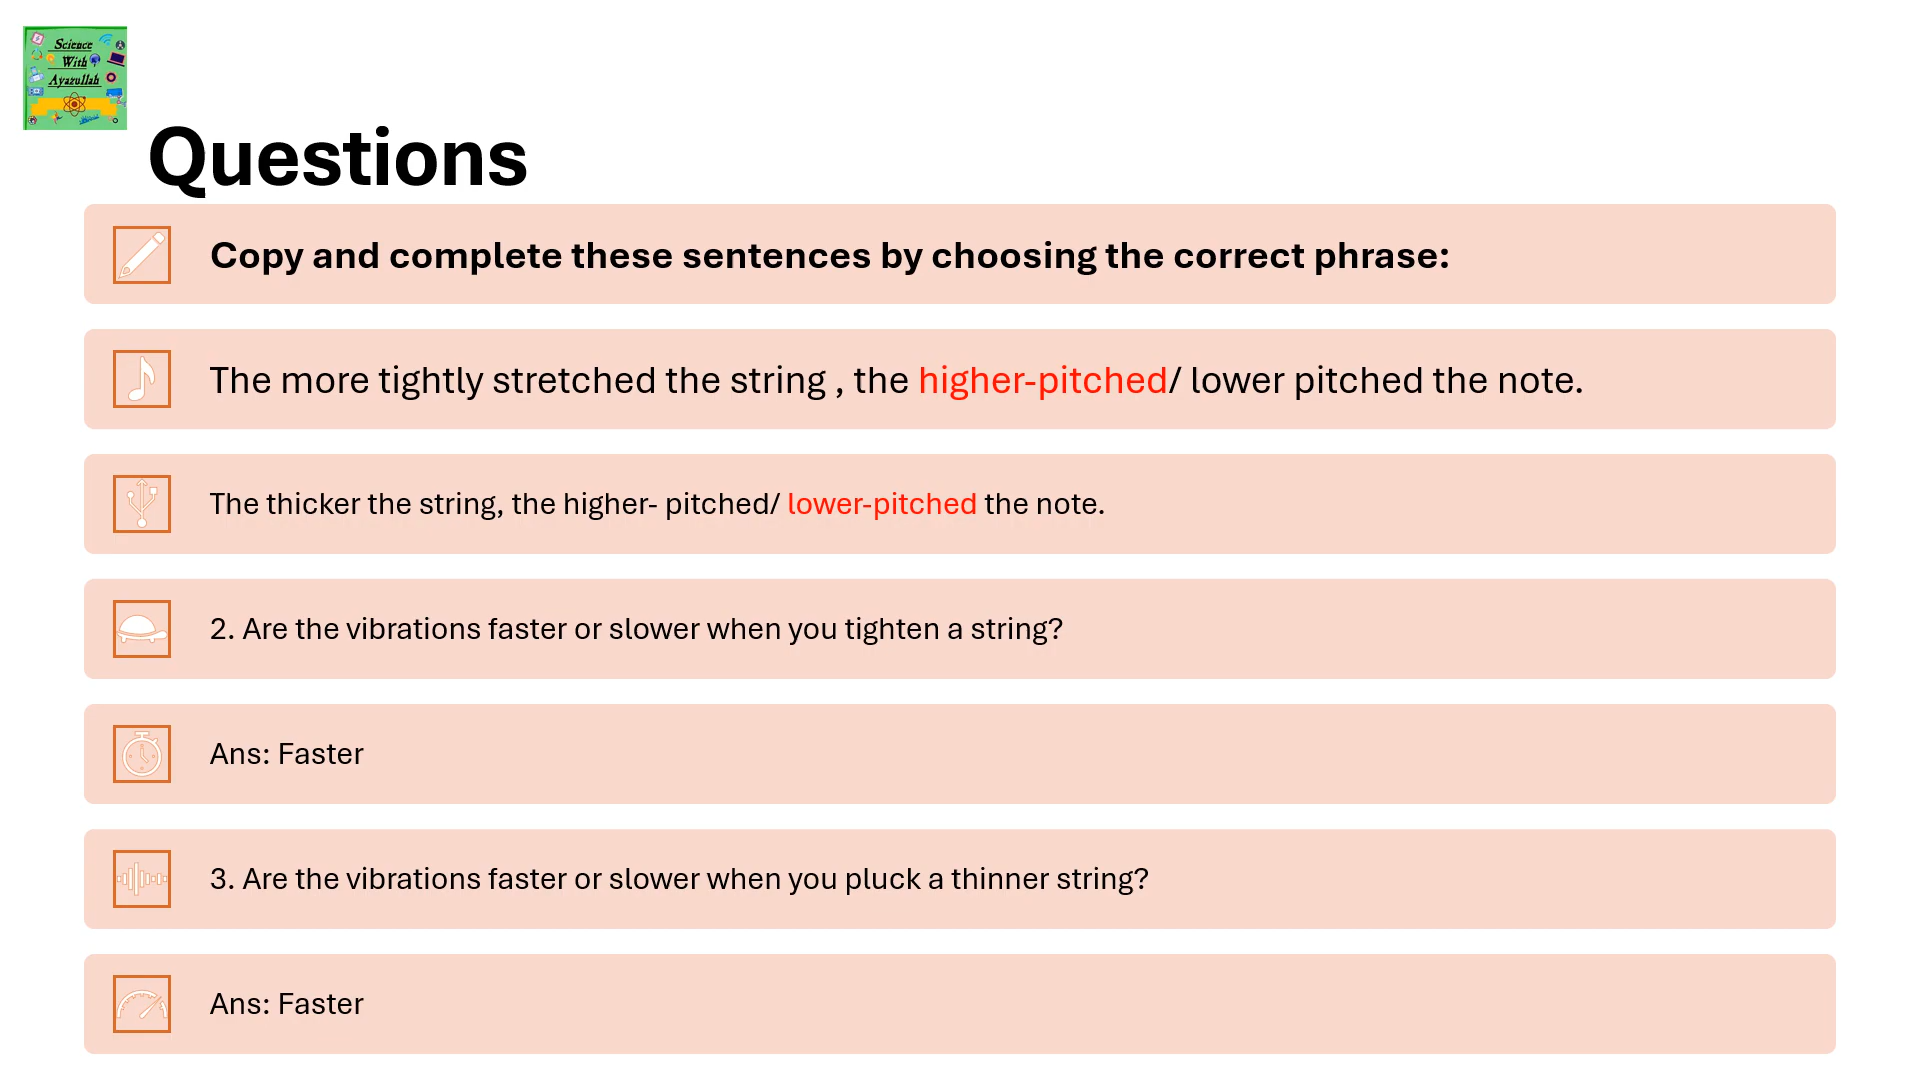 Science
With
Ayazullah
Questions
Copy and complete these sentences by choosing the correct phrase:
The more tightly stretched the string , the higher-pitched/ lower pitched the note.
The thicker the string, the higher- pitched/ lower-pitched the note.
2. Are the vibrations faster or slower when you tighten a string?
Ans: Faster
3. Are the vibrations faster or slower when you pluck a thinner string?
Ans: Faster